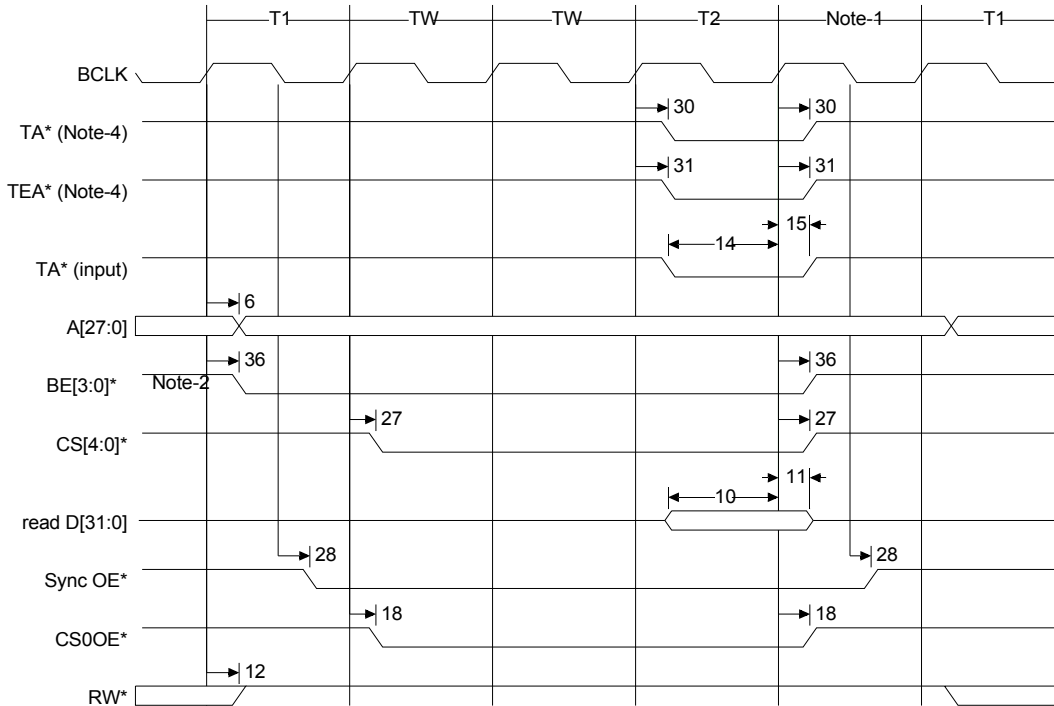 T1 TW TW T2 Note-1 T1
BCLK
30 30
TA* (Note-4)
31 31
TEA* (Note-4)
15
14
TA* (input)
6
A[27:0]
36 36
BE[3:0]* Note-2
27 27
CS[4:0]*
11
10
read D[31:0]
28 28
Sync OE*
18 18
CS0OE*
12
RW*